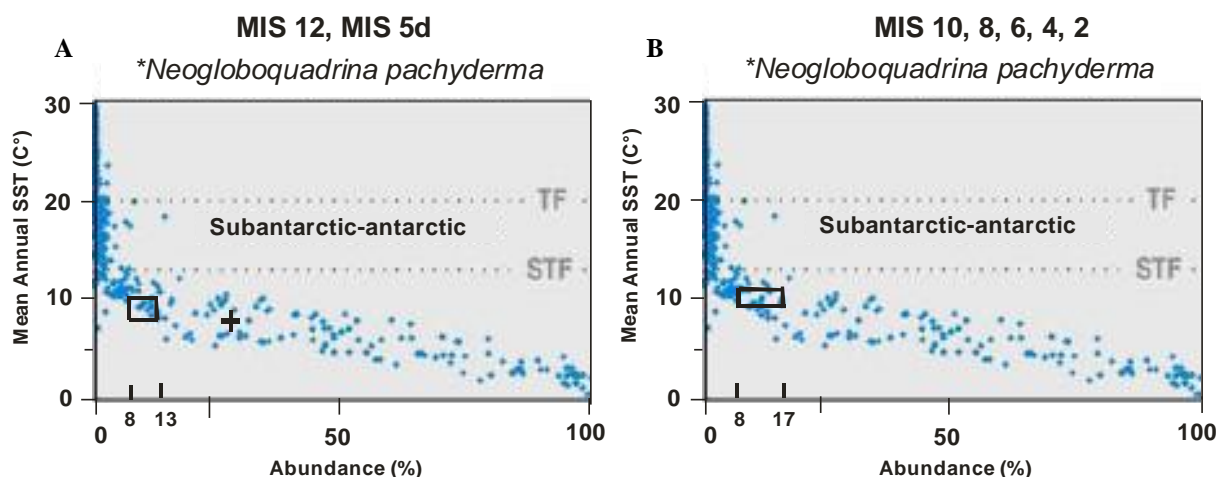 A
MIS 12, MIS 5d
*Neogloboquadrina pachyderma
Mean Annual SST (C°)
30
20
10
0
TF
Subantarctic-antarctic
STF
8 13
0 50 100
Abundance (%)
B
MIS 10, 8, 6, 4, 2
*Neogloboquadrina pachyderma
Mean Annual SST (C°)
30
20
10
0
TF
Subantarctic-antarctic
STF
8 17
0 50 100
Abundance (%)